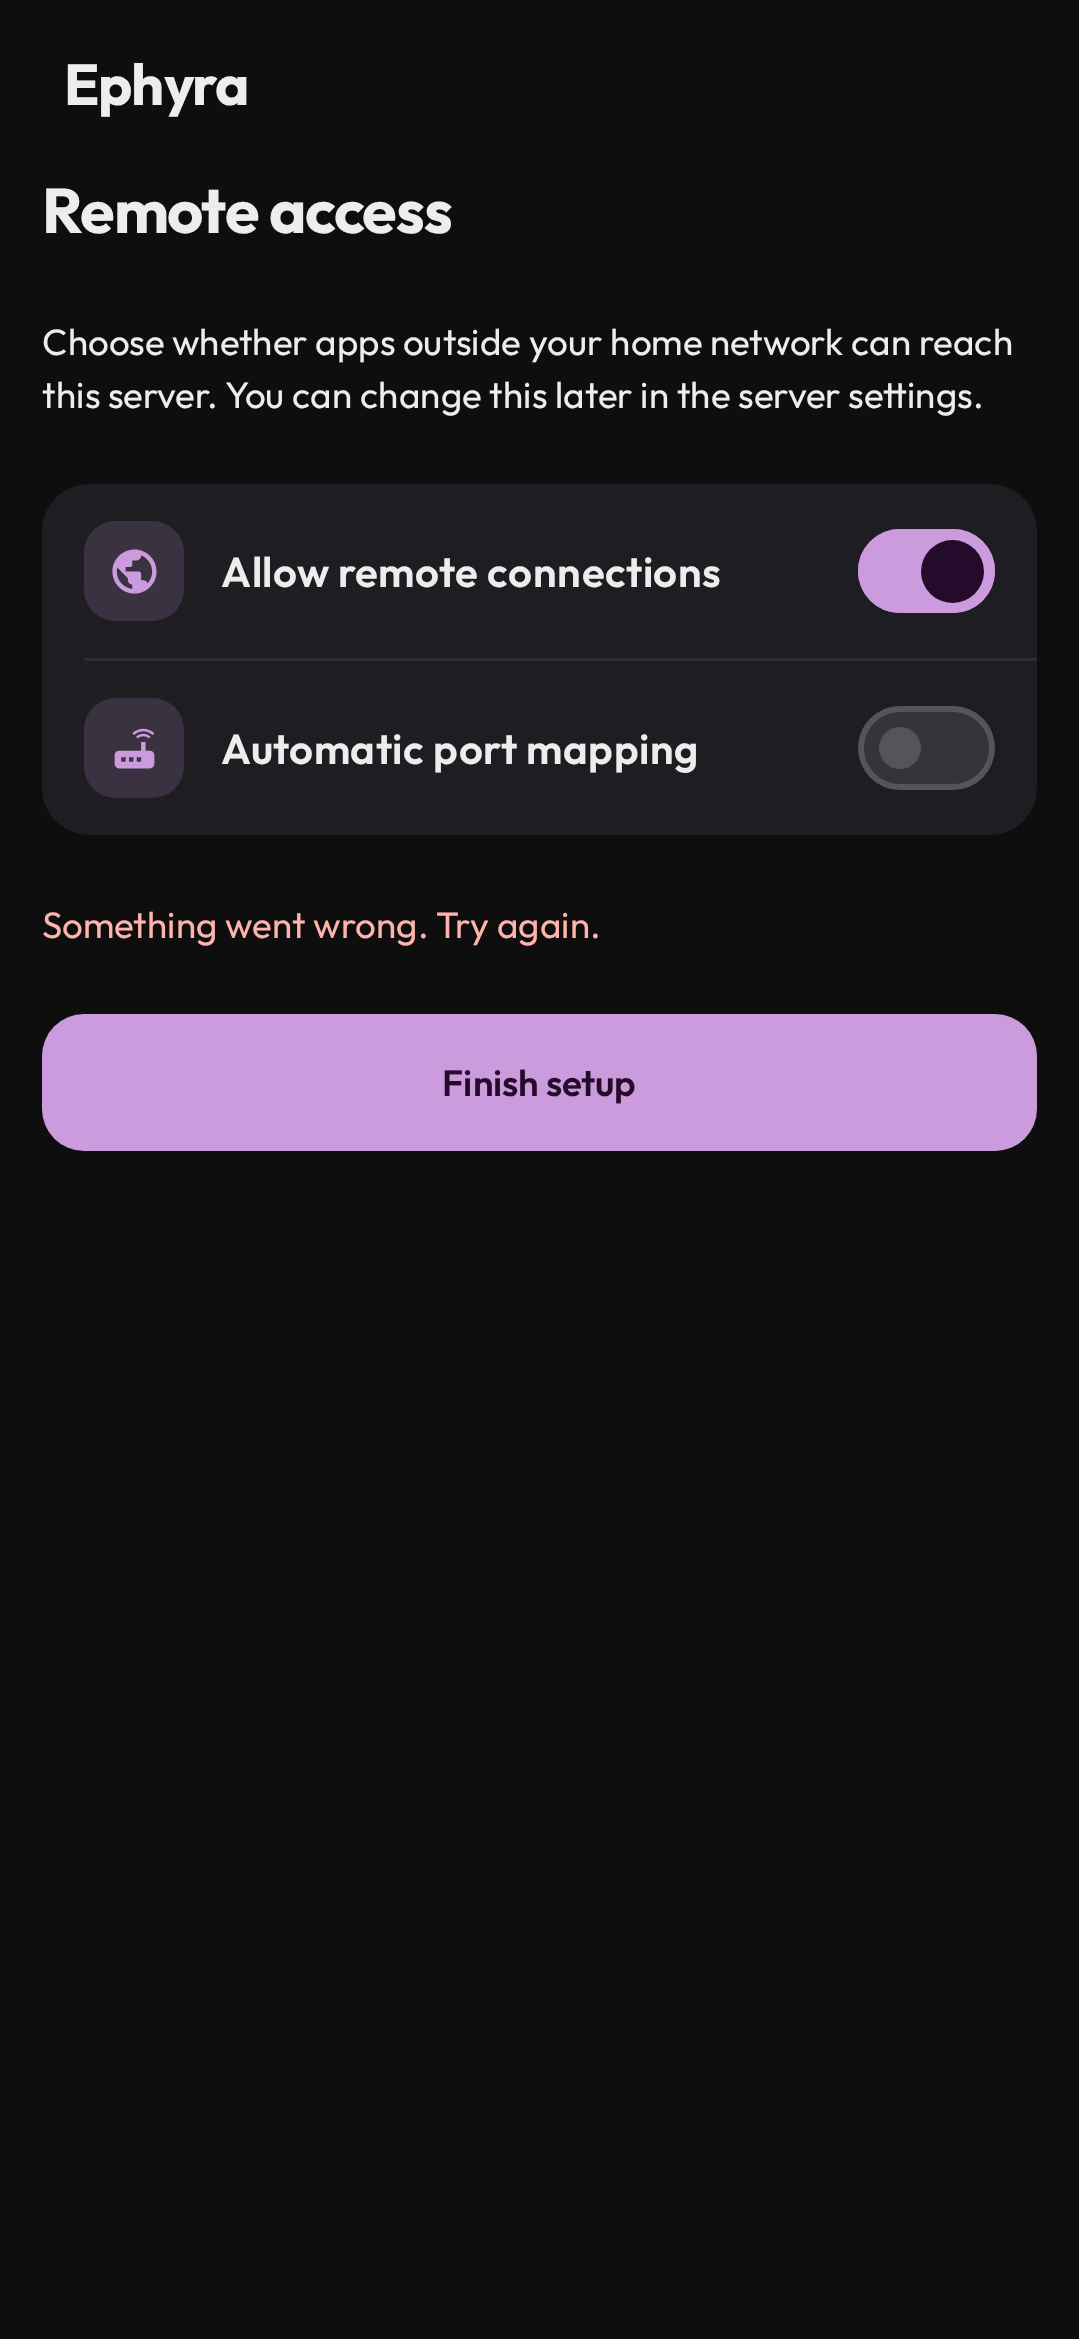 Ephyra
Remote access
Choose whether apps outside your home network can reach
this server. You can change this later in the server settings.
Allow remote connections
Automatic port mapping
Something went wrong. Try again.
Finish setup